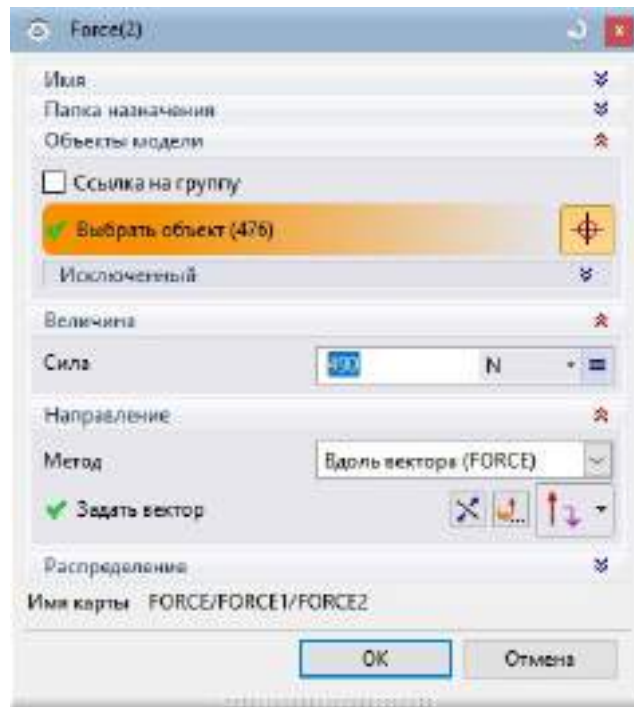 Force(2)
Имя
Папка назначения
Объекты модели
Ссылка на группу
Выбрать объект (476)
Исключенный
Величина
Сила 490 N
Направление
Метод Вдоль вектора (FORCE)
Задать вектор
Распределение
Имя карты FORCE/FORCE1/FORCE2
OK Отмена